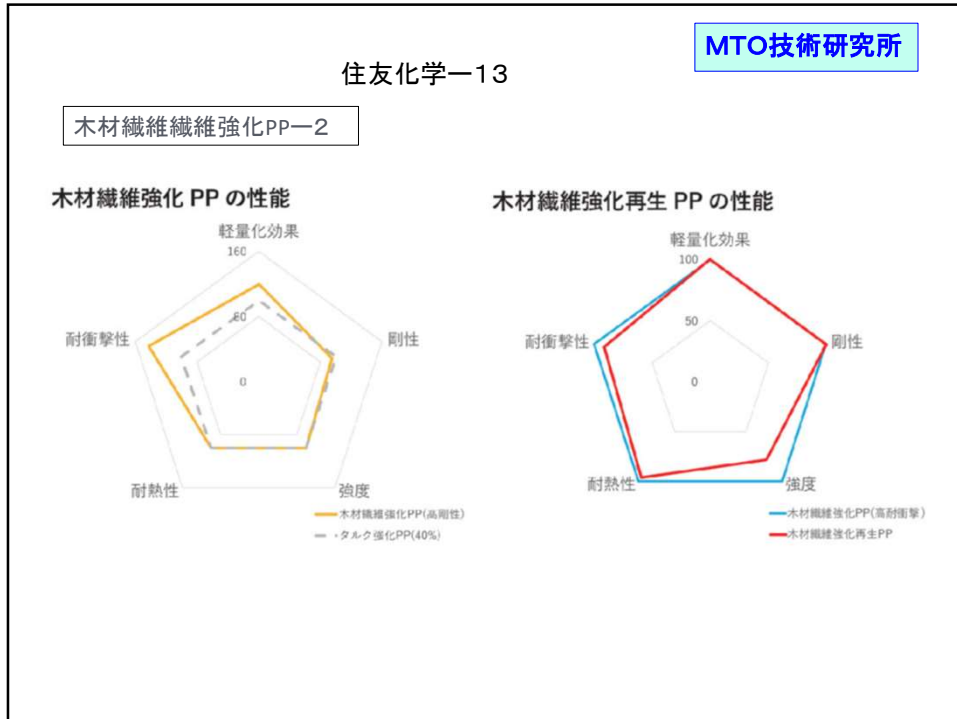 MTO技術研究所
住友化学ー13
木材繊維繊維強化PPー2
木材繊維強化 PP の性能
軽量化効果
160
80
0
耐衝撃性
剛性
耐熱性
強度
木材繊維強化PP(高剛性)
・タルク強化PP(40%)
木材繊維強化再生 PP の性能
軽量化効果
100
50
0
耐衝撃性
剛性
耐熱性
強度
木材繊維強化PP(高耐衝撃)
木材繊維強化再生PP